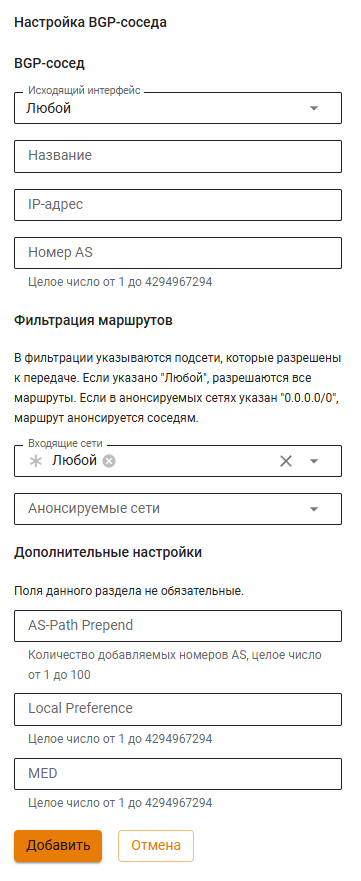 Настройка BGP-соседа
BGP-сосед
Исходящий интерфейс
Любой
Название
IP-адрес
Номер AS
Целое число от 1 до 4294967294
Фильтрация маршрутов
В фильтрации указываются подсети, которые разрешены
к передаче. Если указано "Любой", разрешаются все
маршруты. Если в анонсируемых сетях указан "0.0.0.0/0",
маршрут анонсируется соседям.
Входящие сети
Любой
Анонсируемые сети
Дополнительные настройки
Поля данного раздела не обязательные.
AS-Path Prepend
Количество добавляемых номеров AS, целое число
от 1 до 100
Local Preference
Целое число от 1 до 4294967294
MED
Целое число от 1 до 4294967294
Добавить
Отмена